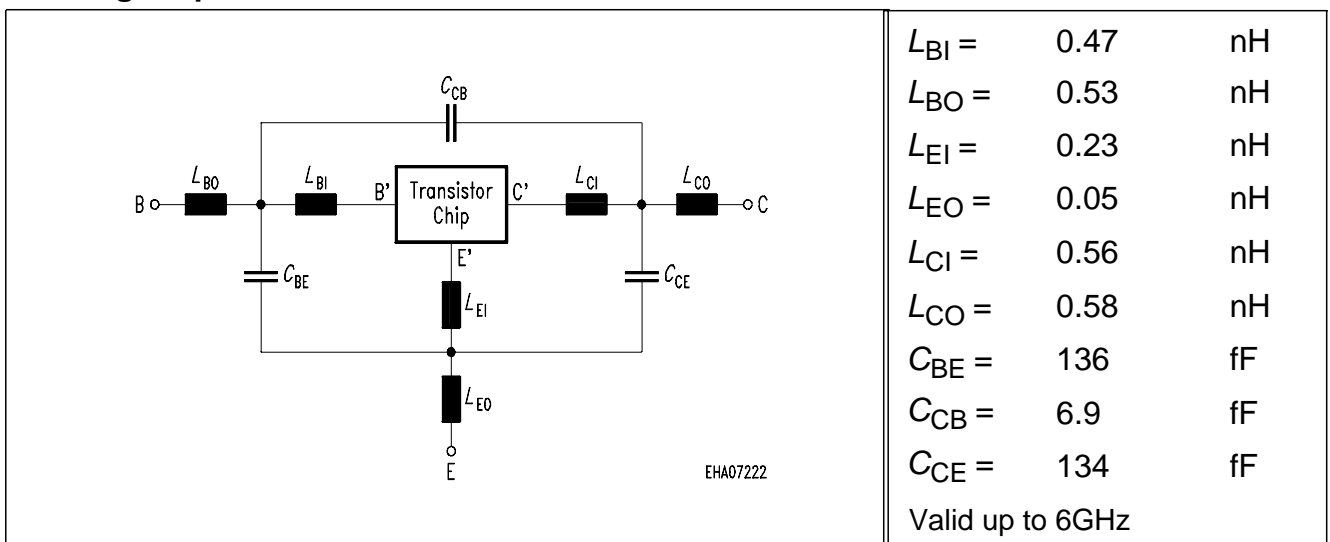 C_CB
L_BO
L_BI
B'
Transistor Chip
C'
L_CI
L_CO
B
C
E'
C_BE
C_CE
L_EI
L_EO
E
EHA07222
L_BI = 0.47 nH
L_BO = 0.53 nH
L_EI = 0.23 nH
L_EO = 0.05 nH
L_CI = 0.56 nH
L_CO = 0.58 nH
C_BE = 136 fF
C_CB = 6.9 fF
C_CE = 134 fF
Valid up to 6GHz